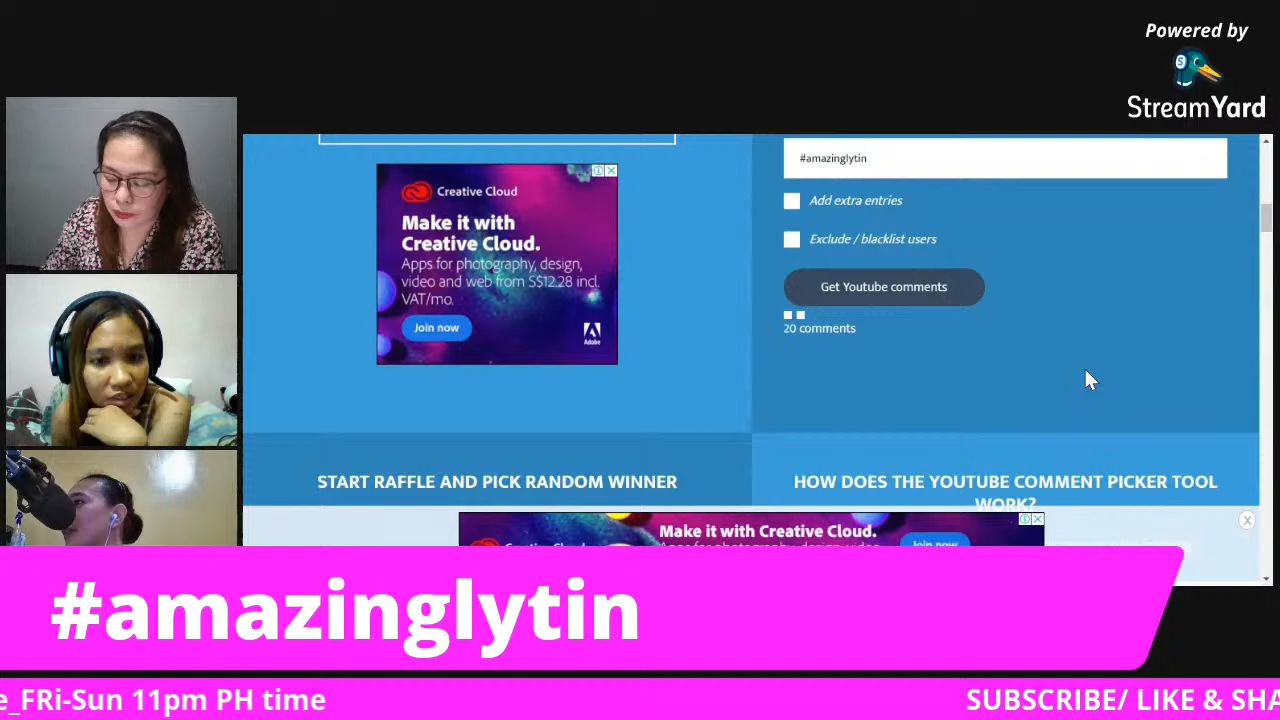 Powered by
StreamYard
Creative Cloud
Make it with
Creative Cloud.
Apps for photography, design,
video and web from S$12.28 incl.
VAT/mo.
Join now
Adobe
#amazinglytin
Add extra entries
Exclude / blacklist users
Get Youtube comments
20 comments
START RAFFLE AND PICK RANDOM WINNER
HOW DOES THE YOUTUBE COMMENT PICKER TOOL
WORK?
Make it with Creative Cloud.
Join now
X
#amazinglytin
e_FRi-Sun 11pm PH time
SUBSCRIBE/ LIKE & SHA